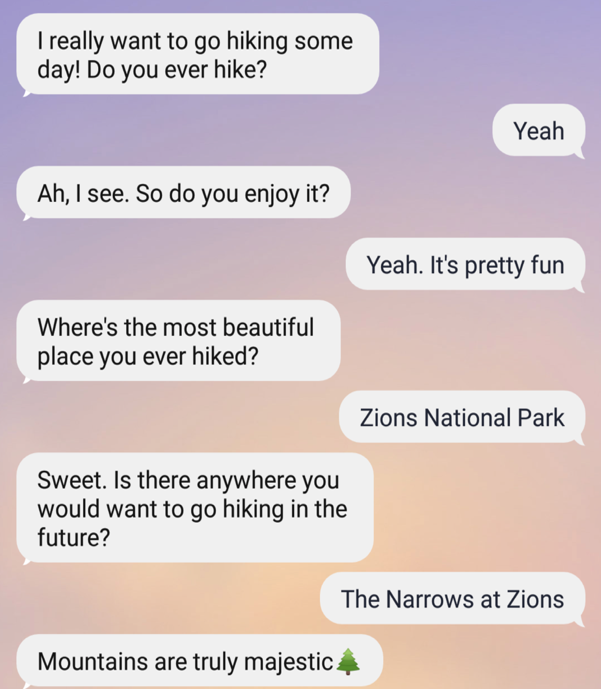 I really want to go hiking some
day! Do you ever hike?
Yeah
Ah, I see. So do you enjoy it?
Yeah. It's pretty fun
Where's the most beautiful
place you ever hiked?
Zions National Park
Sweet. Is there anywhere you
would want to go hiking in the
future?
The Narrows at Zions
Mountains are truly majestic🌲